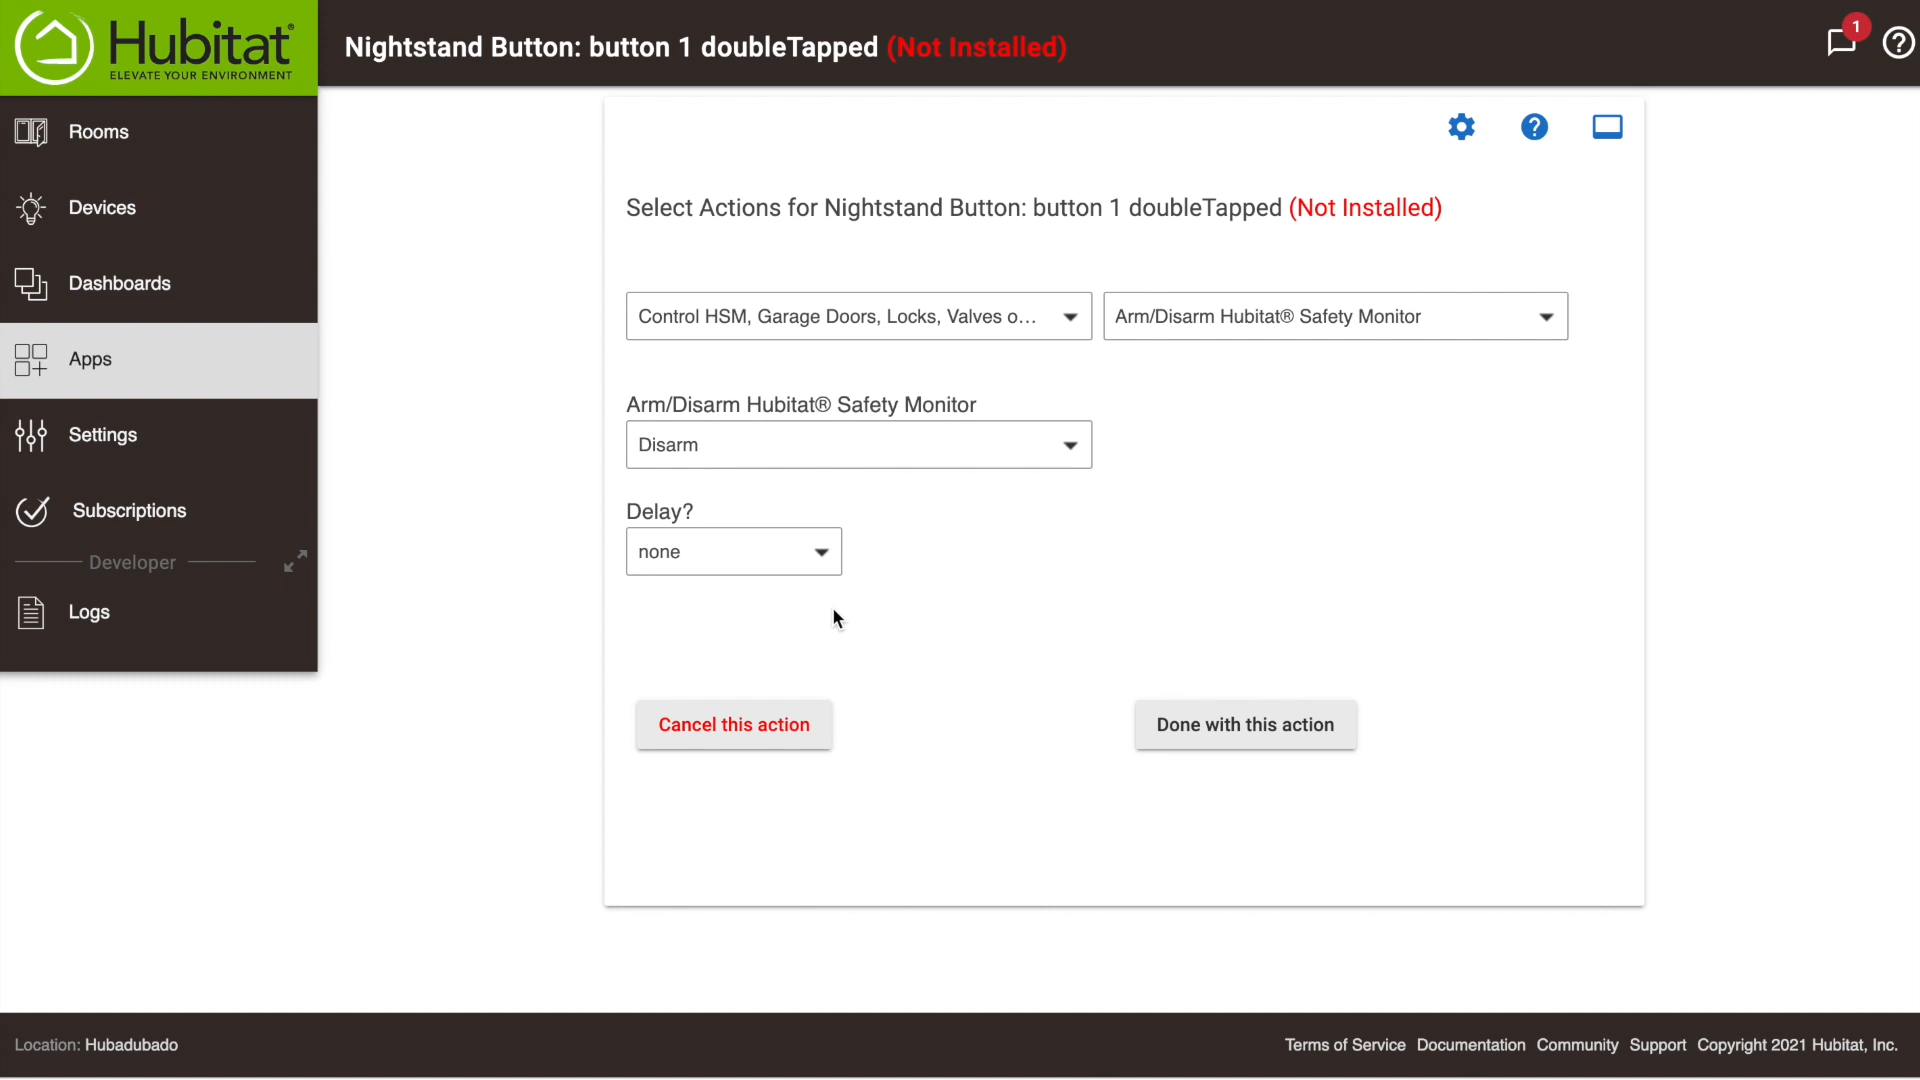 Hubitat®
ELEVATE YOUR ENVIRONMENT
Nightstand Button: button 1 doubleTapped (Not Installed)
1
?
Rooms
Devices
Dashboards
Apps
Settings
Subscriptions
Developer
Logs
?
Select Actions for Nightstand Button: button 1 doubleTapped (Not Installed)
Control HSM, Garage Doors, Locks, Valves o...
Arm/Disarm Hubitat® Safety Monitor
Arm/Disarm Hubitat® Safety Monitor
Disarm
Delay?
none
Cancel this action
Done with this action
Location: Hubadubado
Terms of Service Documentation Community Support Copyright 2021 Hubitat, Inc.